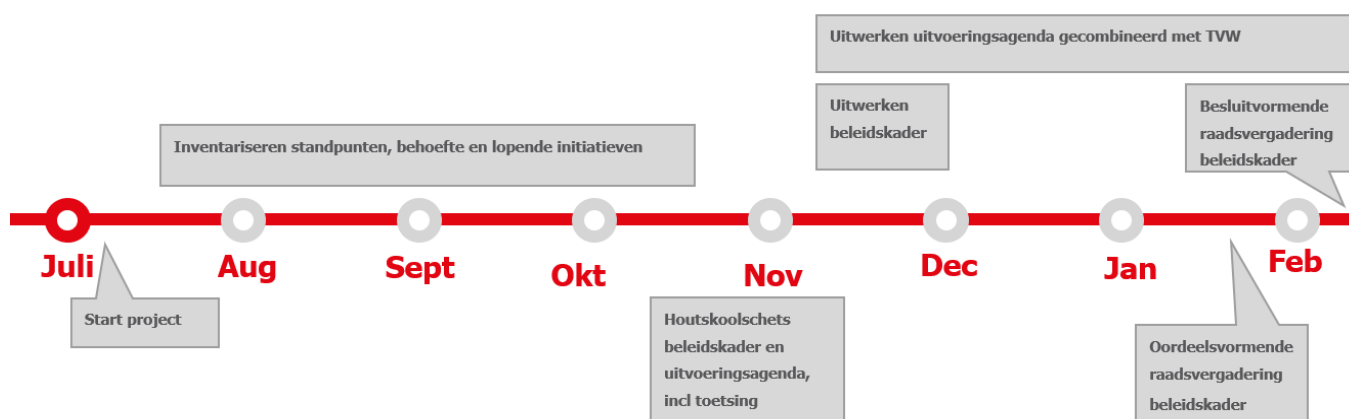 Uitwerken uitvoeringsagenda gecombineerd met TVW
Uitwerken
beleidskader
Besluitvormende
raadsvergadering
beleidskader
Inventariseren standpunten, behoefte en lopende initiatieven
Juli
Aug
Sept
Okt
Nov
Dec
Jan
Feb
Start project
Houtskoolschets
beleidskader en
uitvoeringsagenda,
incl toetsing
Oordeelsvormende
raadsvergadering
beleidskader